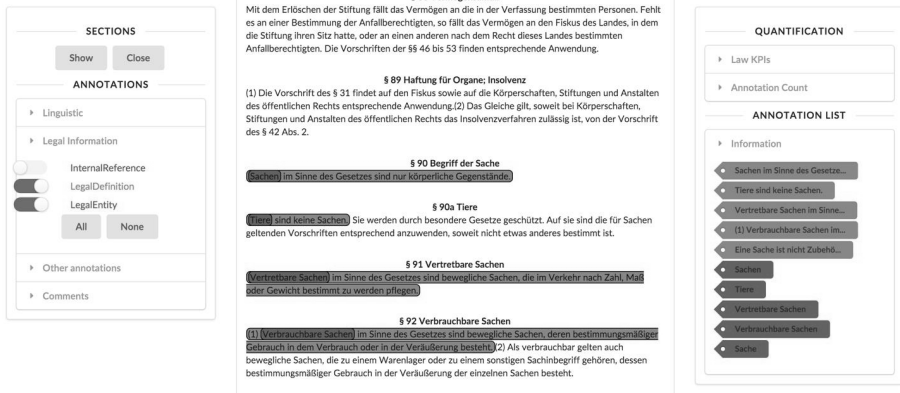 SECTIONS
Show
Close
ANNOTATIONS
Linguistic
Legal Information
InternalReference
LegalDefinition
LegalEntity
All
None
Other annotations
Comments
Mit dem Erlöschen der Stiftung fällt das Vermögen an die in der Verfassung bestimmten Personen. Fehlt
es an einer Bestimmung der Anfallberechtigten, so fällt das Vermögen an den Fiskus des Landes, in dem
die Stiftung ihren Sitz hatte, oder an einen anderen nach dem Recht dieses Landes bestimmten
Anfallberechtigten. Die Vorschriften der §§ 46 bis 53 finden entsprechende Anwendung.
§ 89 Haftung für Organe; Insolvenz
(1) Die Vorschrift des § 31 findet auf den Fiskus sowie auf die Körperschaften, Stiftungen und Anstalten
des öffentlichen Rechts entsprechende Anwendung.(2) Das Gleiche gilt, soweit bei Körperschaften,
Stiftungen und Anstalten des öffentlichen Rechts das Insolvenzverfahren zulässig ist, von der Vorschrift
des § 42 Abs. 2.
§ 90 Begriff der Sache
Sachen im Sinne des Gesetzes sind nur körperliche Gegenstände.
§ 90a Tiere
Tiere sind keine Sachen. Sie werden durch besondere Gesetze geschützt. Auf sie sind die für Sachen
geltenden Vorschriften entsprechend anzuwenden, soweit nicht etwas anderes bestimmt ist.
§ 91 Vertretbare Sachen
Vertretbare Sachen im Sinne des Gesetzes sind bewegliche Sachen, die im Verkehr nach Zahl, Maß
oder Gewicht bestimmt zu werden pflegen.
§ 92 Verbrauchbare Sachen
(1) Verbrauchbare Sachen im Sinne des Gesetzes sind bewegliche Sachen, deren bestimmungsmäßiger
Gebrauch in dem Verbrauch oder in der Veräußerung besteht.(2) Als verbrauchbar gelten auch
bewegliche Sachen, die zu einem Warenlager oder zu einem sonstigen Sachinbegriff gehören, dessen
bestimmungsmäßiger Gebrauch in der Veräußerung der einzelnen Sachen besteht.
QUANTIFICATION
Law KPIs
Annotation Count
ANNOTATION LIST
Information
Sachen im Sinne des Gesetze...
Tiere sind keine Sachen.
Vertretbare Sachen im Sinne...
(1) Verbrauchbare Sachen im...
Eine Sache ist nicht Zubehö...
Sachen
Tiere
Vertretbare Sachen
Verbrauchbare Sachen
Sache